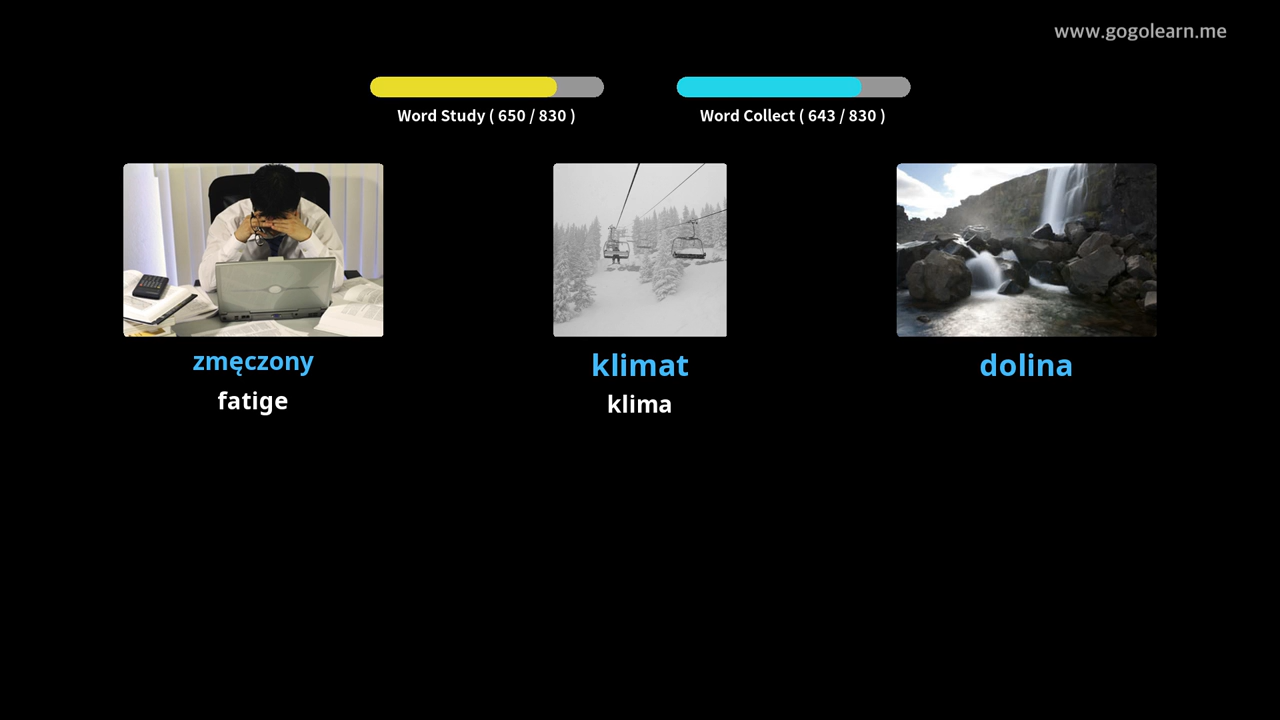 www.gogolearn.me
Word Study ( 650 / 830 )
Word Collect ( 643 / 830 )
zmęczony
fatige
klimat
klima
dolina